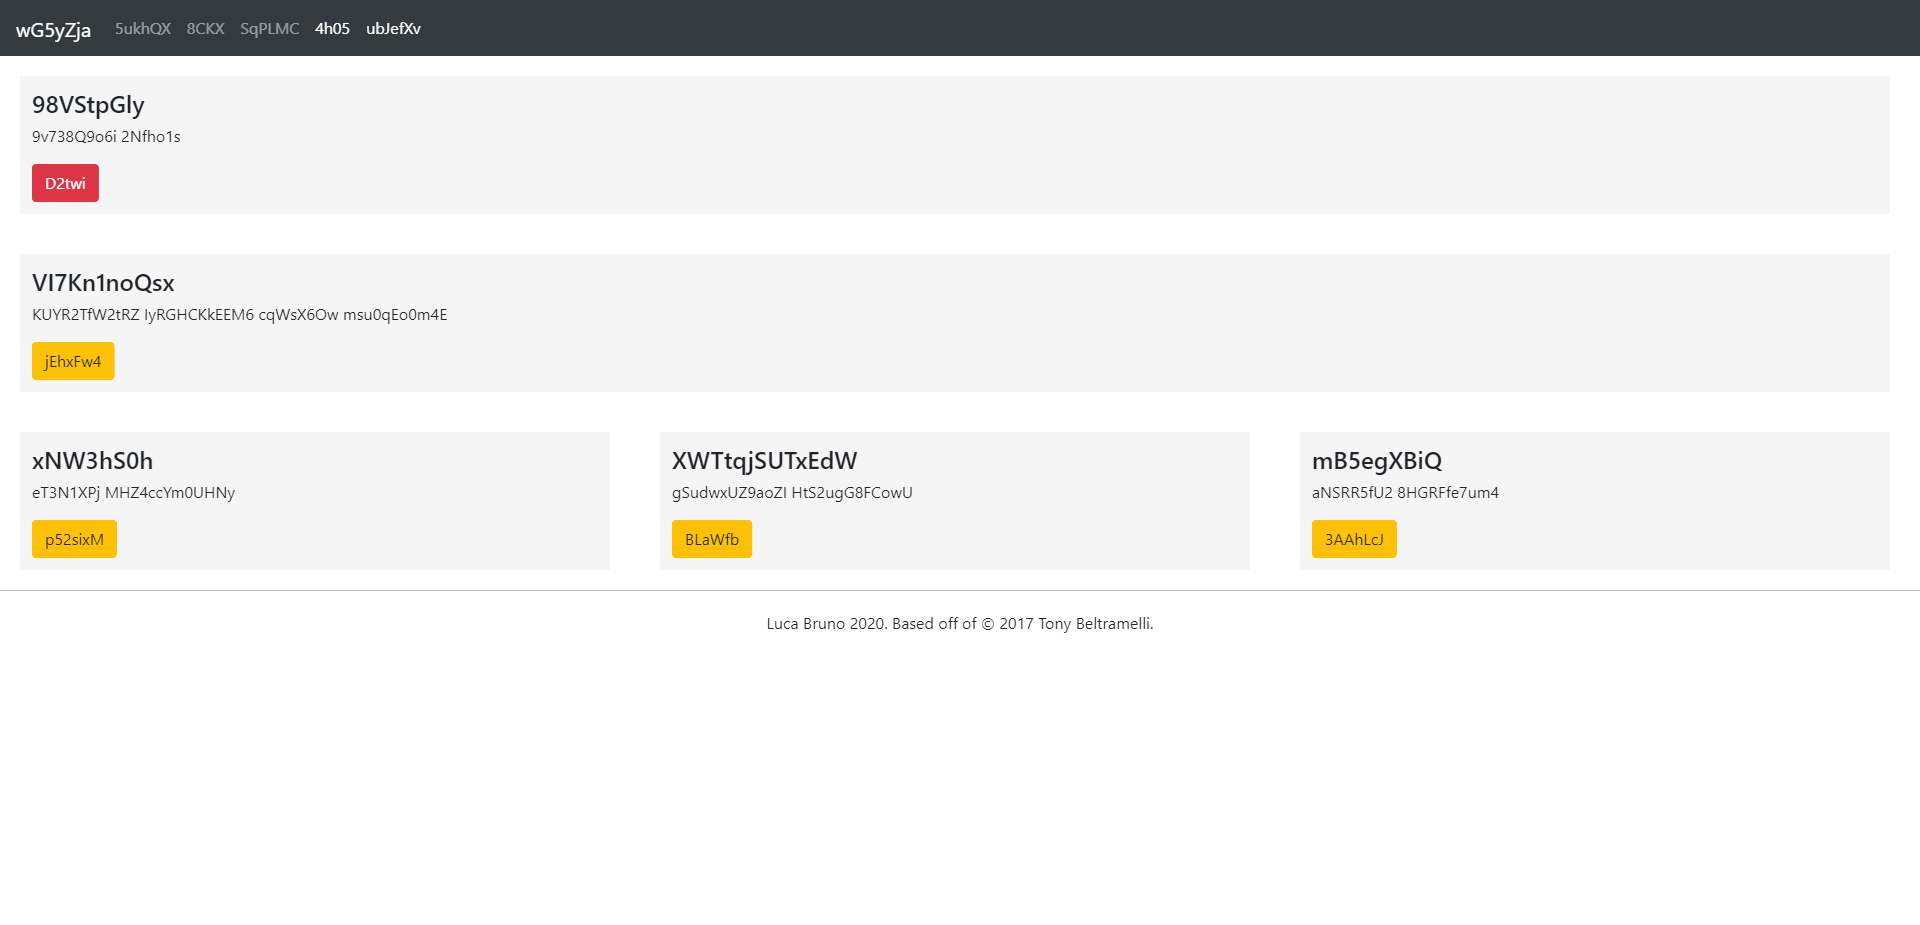 wG5yZja 5ukhQX 8CKX SqPLMC 4h05 ubJefXv
98VStpGly
9v738Q9o6i 2Nfho1s
D2twi
VI7Kn1noQsx
KUYR2TfW2tRZ IyRGHCKkEEM6 cqWsX6Ow msu0qEo0m4E
jEhxFw4
xNW3hS0h
eT3N1XPj MHZ4ccYm0UHNy
p52sixM
XWTtqjSUTxEdW
gSudwxUZ9aoZI HtS2ugG8FCowU
BLaWfb
mB5egXBiQ
aNSRR5fU2 8HGRFfe7um4
3AAhLcJ
Luca Bruno 2020. Based off of © 2017 Tony Beltramelli.